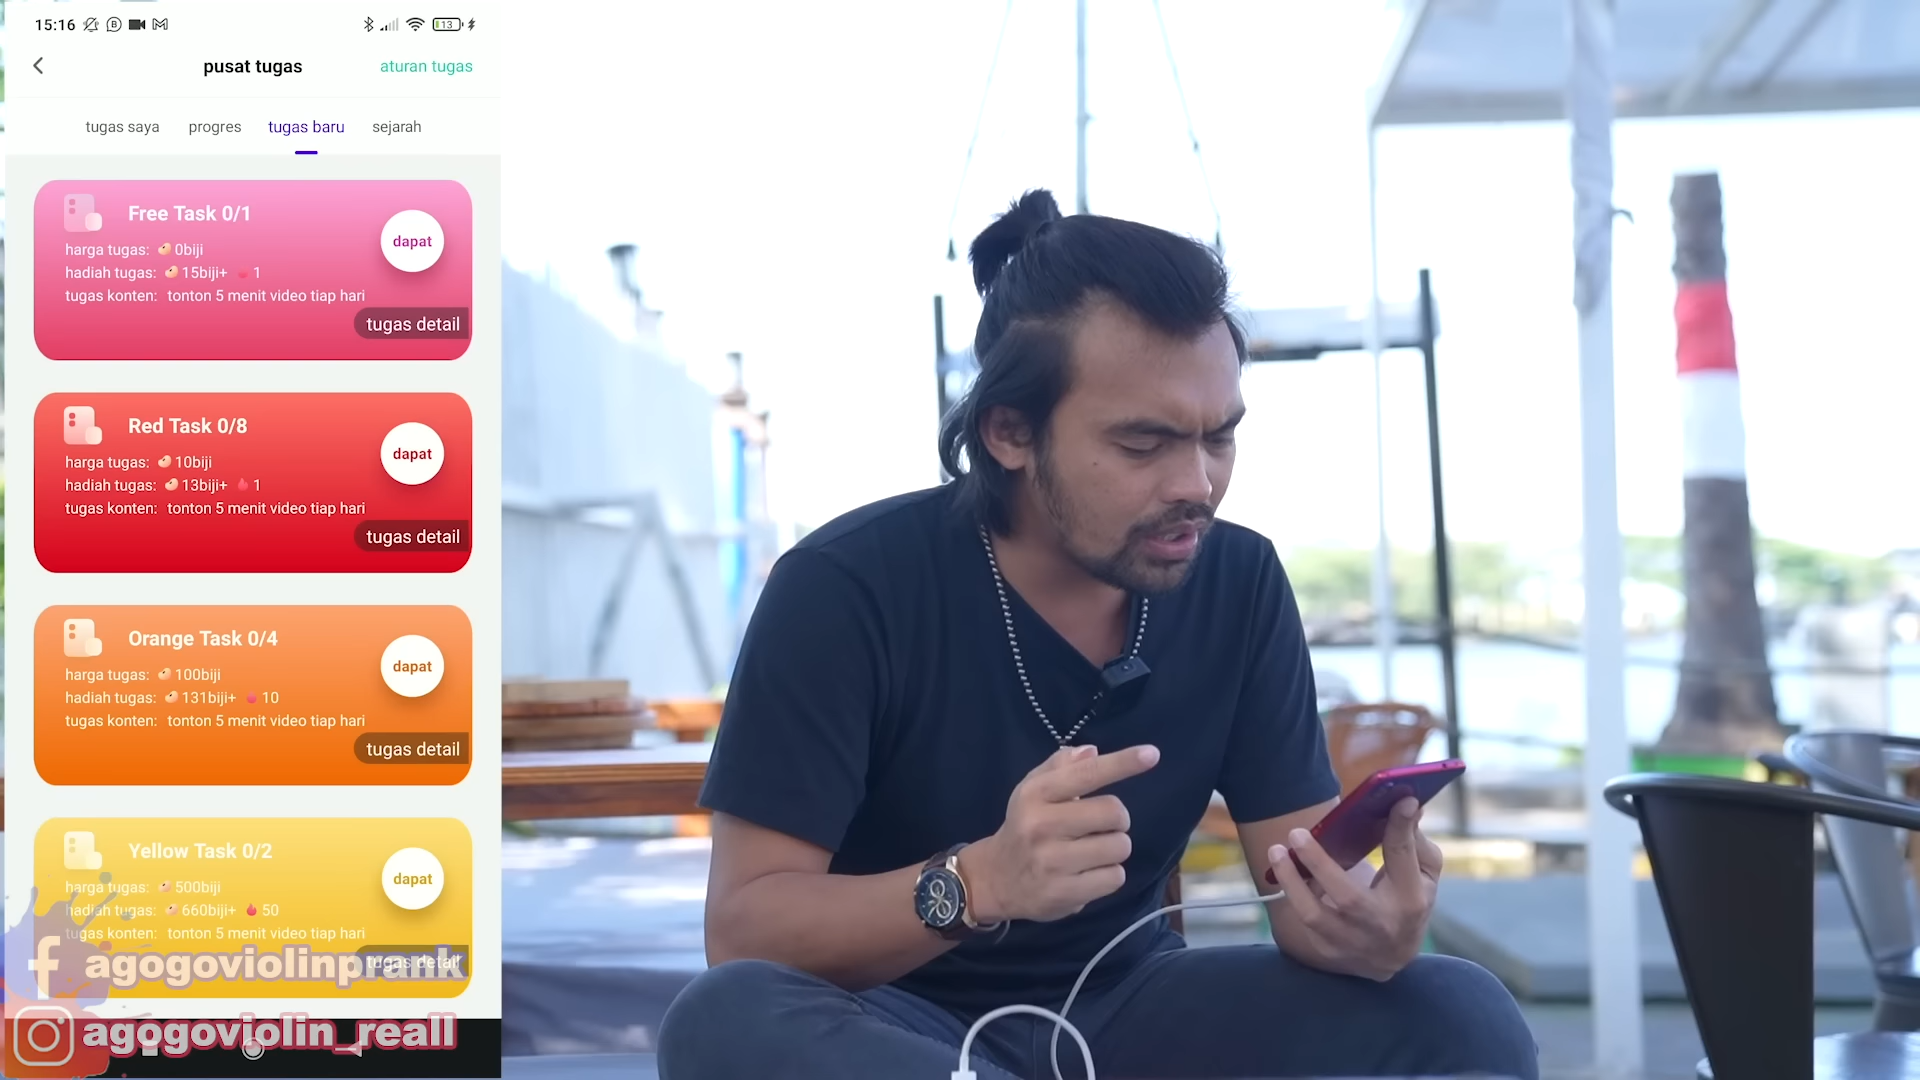 15:16
13
pusat tugas
aturan tugas
tugas saya
progres
tugas baru
sejarah
Free Task 0/1
harga tugas: 0biji
hadiah tugas: 15biji+ 1
tugas konten: tonton 5 menit video tiap hari
dapat
tugas detail
Red Task 0/8
harga tugas: 10biji
hadiah tugas: 13biji+ 1
tugas konten: tonton 5 menit video tiap hari
dapat
tugas detail
Orange Task 0/4
harga tugas: 100biji
hadiah tugas: 131biji+ 10
tugas konten: tonton 5 menit video tiap hari
dapat
tugas detail
Yellow Task 0/2
harga tugas: 500biji
hadiah tugas: 660biji+ 50
tugas konten: tonton 5 menit video tiap hari
dapat
tugas detail
agogoviolinprank
agogoviolin_reall